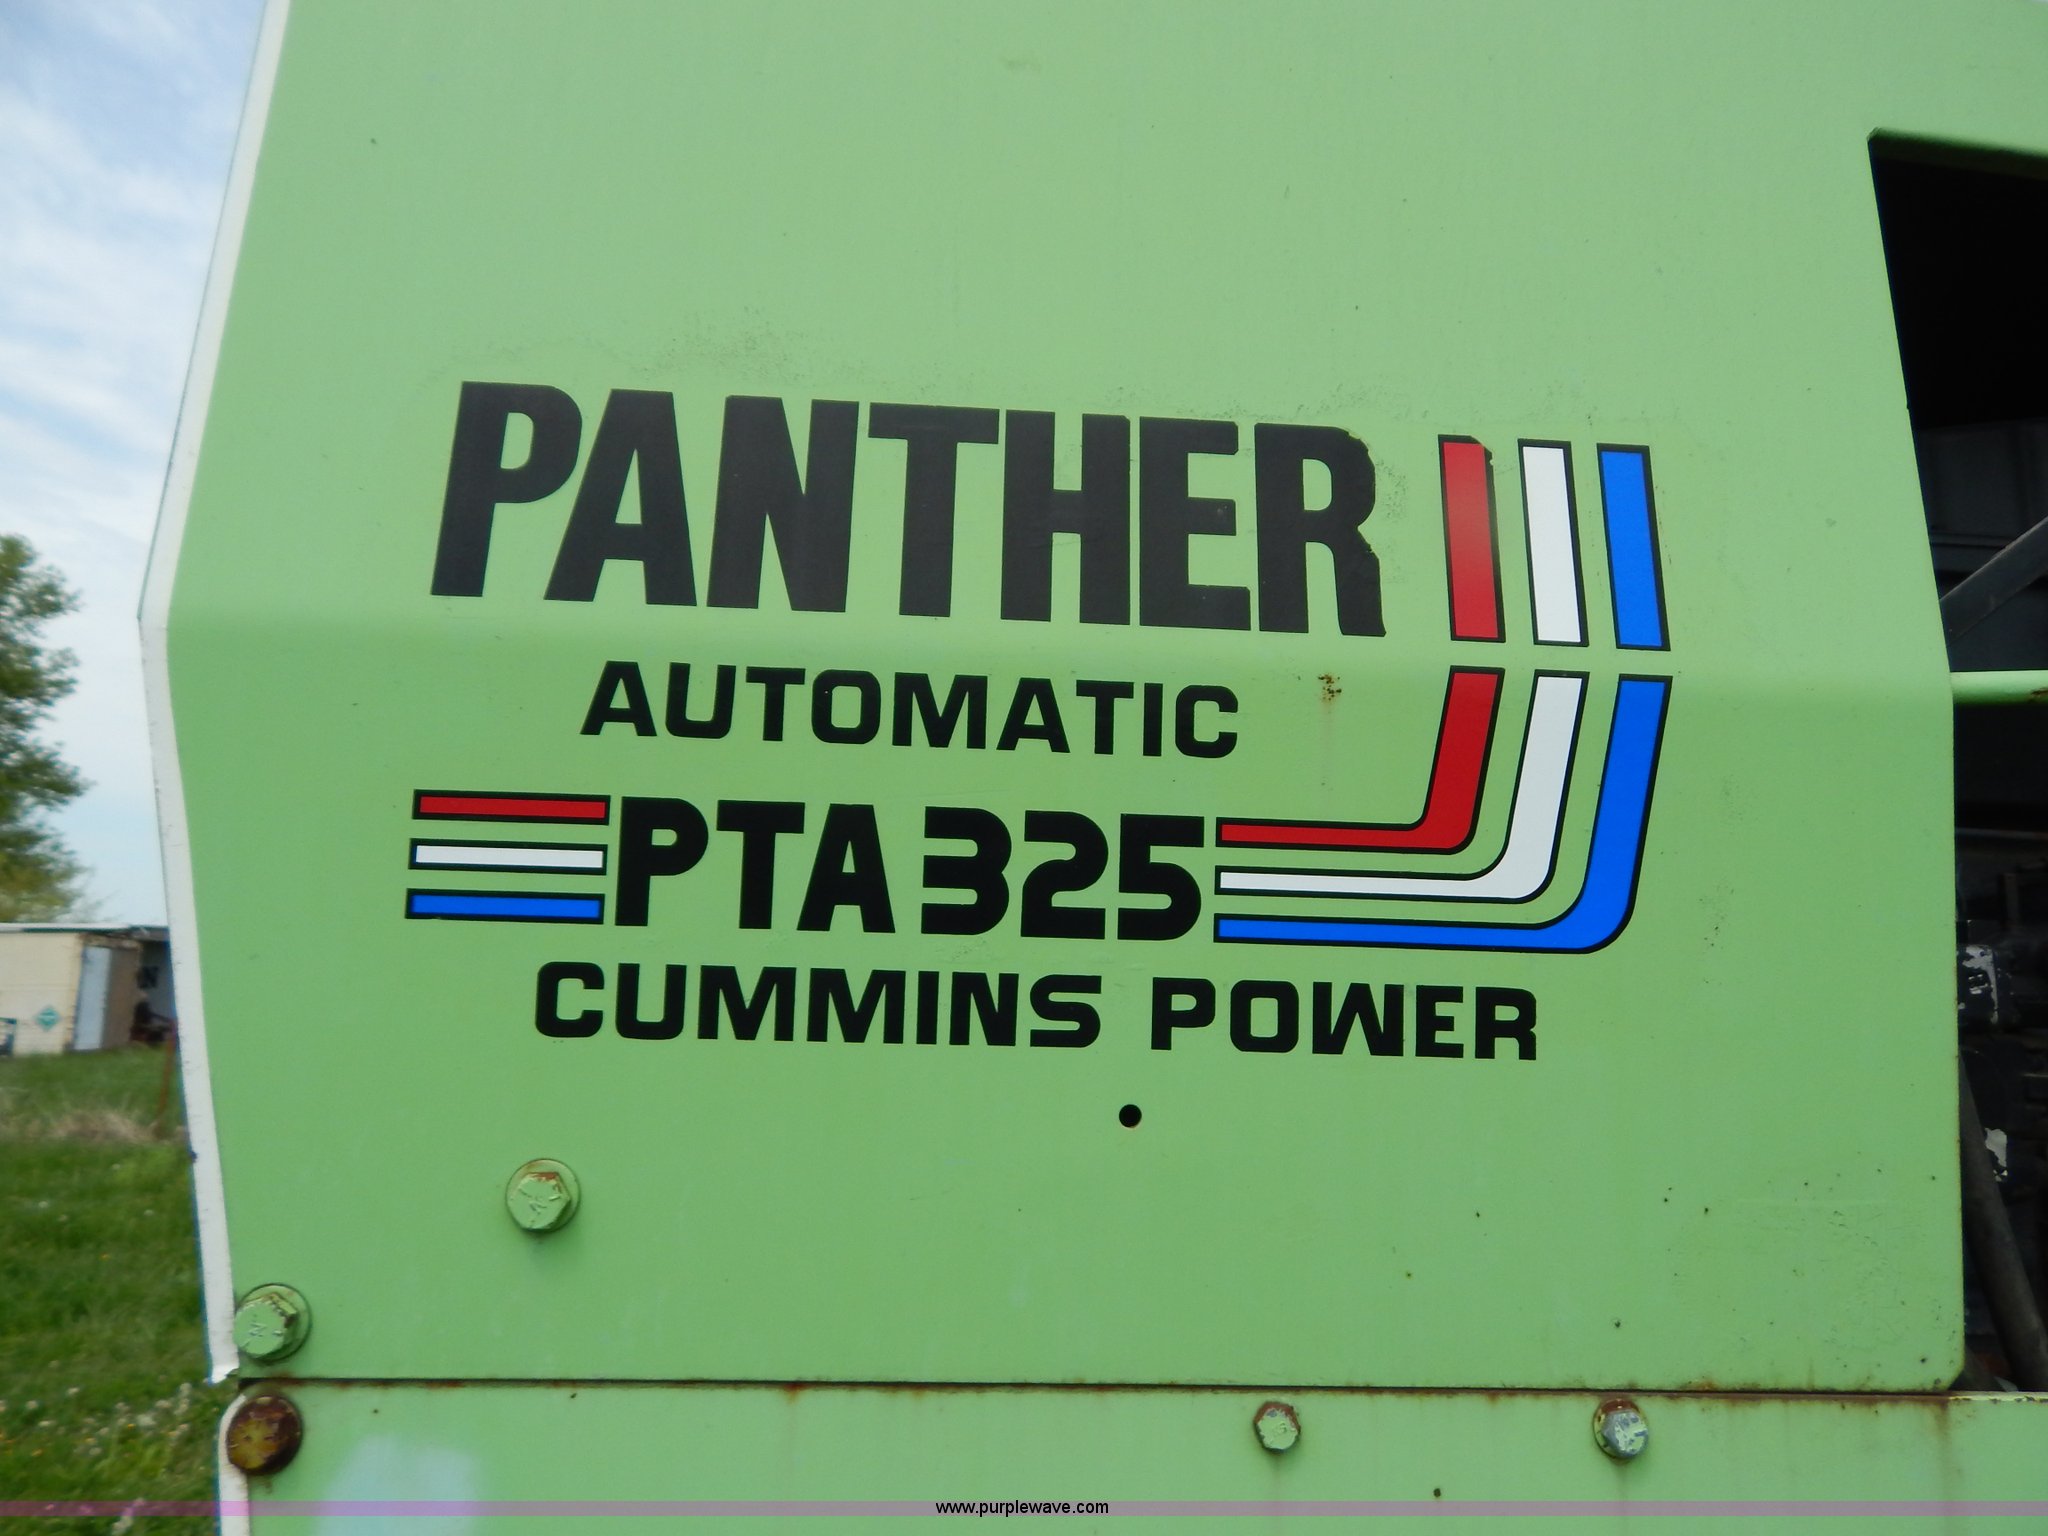 PANTHER
AUTOMATIC
PTA 325
CUMMINS POWER
www.purplewave.com